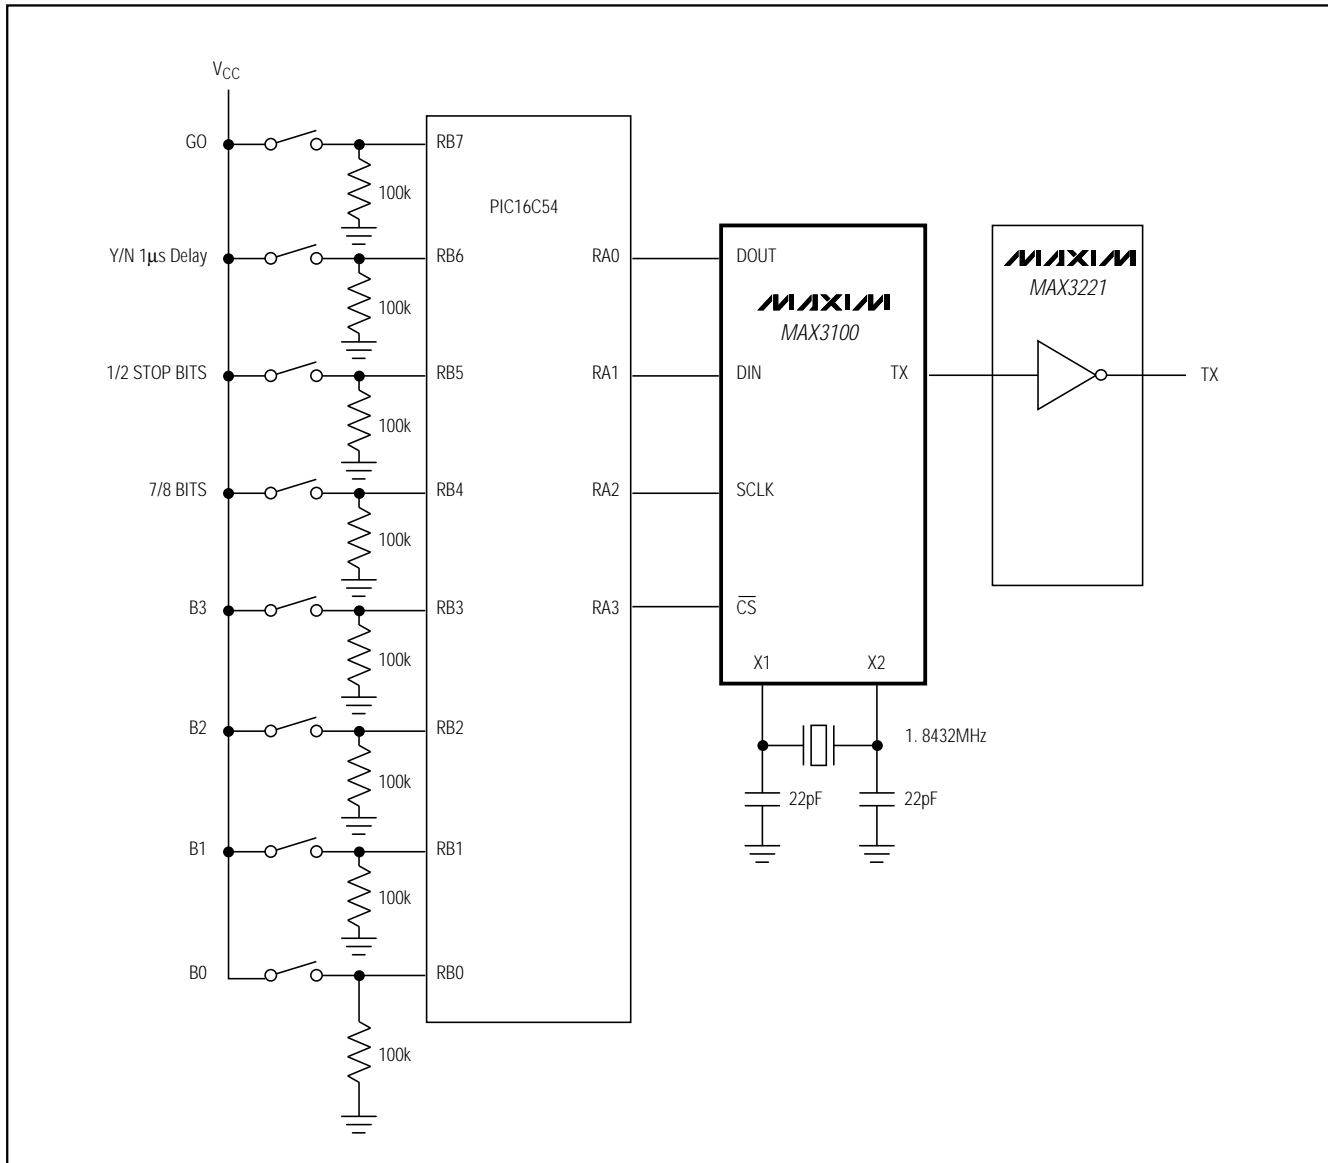 VCC
GO
RB7
100k
PIC16C54
Y/N 1μs Delay
RB6
RA0
DOUT
MAXIM
MAX3221
100k
MAXIM
MAX3100
1/2 STOP BITS
RB5
RA1
DIN
TX
TX
100k
7/8 BITS
RB4
RA2
SCLK
100k
B3
RB3
RA3
CS
100k
X1
X2
B2
RB2
1. 8432MHz
100k
22pF
22pF
B1
RB1
100k
B0
RB0
100k